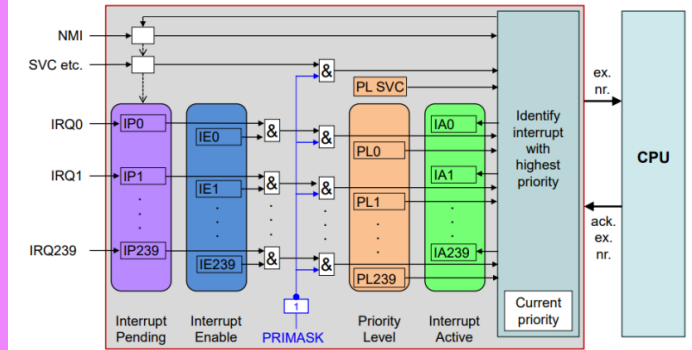 NMI
SVC etc.
&
PL SVC
ex.
nr.
Identify
interrupt
with
highest
priority
CPU
IRQ0
IP0
IE0
&
&
PL0
IA0
IRQ1
IP1
IE1
&
&
PL1
IA1
ack.
ex.
nr.
IRQ239
IP239
IE239
&
&
PL239
IA239
1
Current
priority
Interrupt
Pending
Interrupt
Enable
PRIMASK
Priority
Level
Interrupt
Active